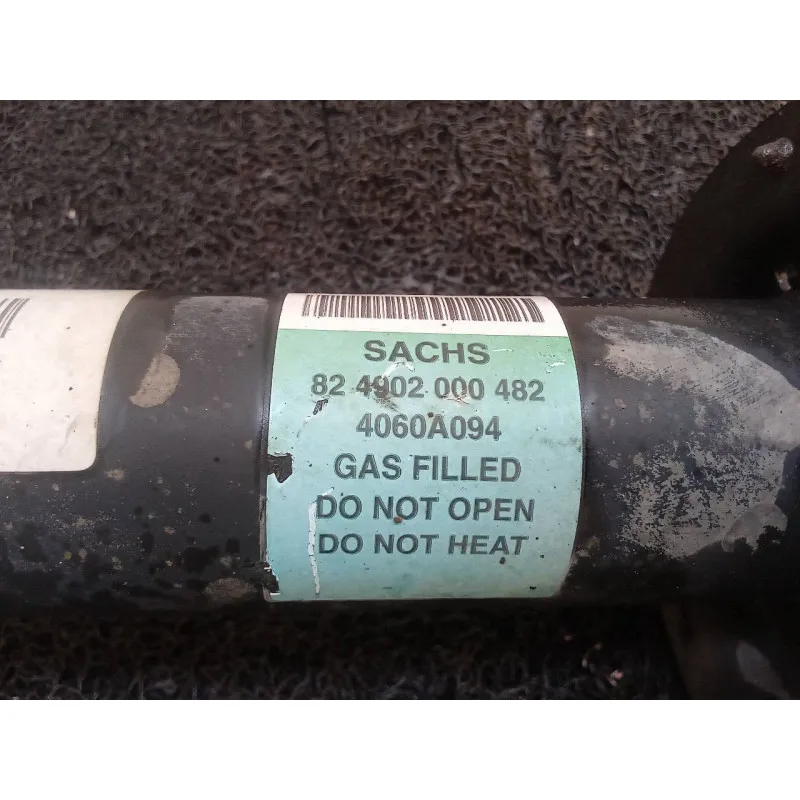 SACHS
82 4902 000 482
4060A094
GAS FILLED
DO NOT OPEN
DO NOT HEAT